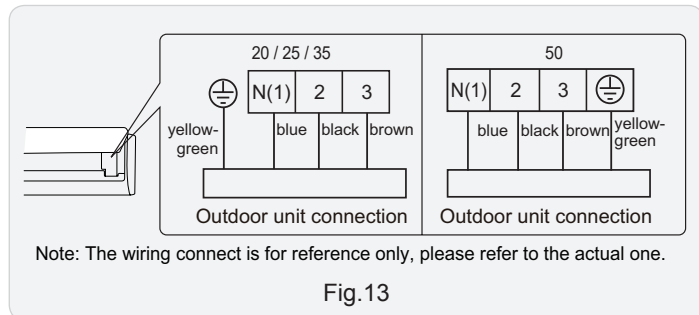 20 / 25 / 35
N(1) 2 3
yellow-
green
blue black brown
Outdoor unit connection
50
N(1) 2 3
blue black brown yellow-
green
Outdoor unit connection
Note: The wiring connect is for reference only, please refer to the actual one.
Fig.13